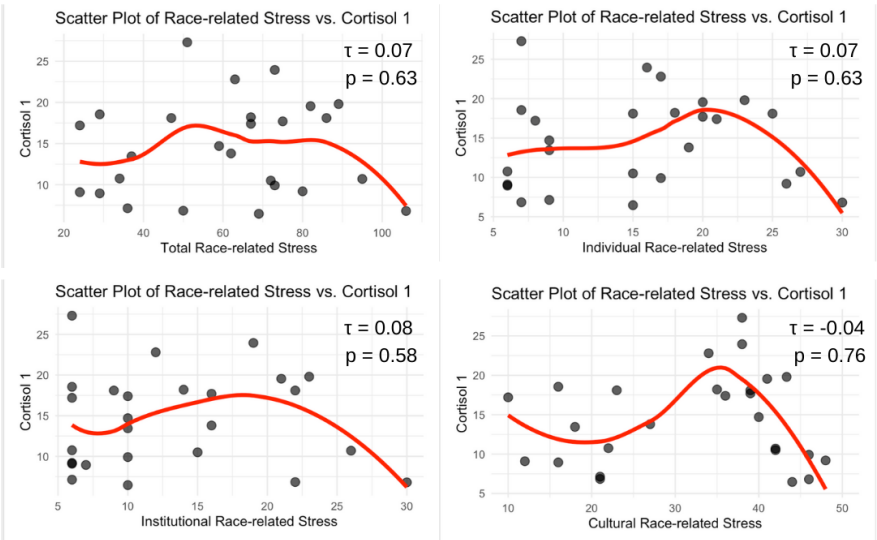 Scatter Plot of Race-related Stress vs. Cortisol 1
τ = 0.07
p = 0.63
Cortisol 1
25
20
15
10
20 40 60 80 100
Total Race-related Stress
Scatter Plot of Race-related Stress vs. Cortisol 1
τ = 0.07
p = 0.63
Cortisol 1
25
20
15
10
5
5 10 15 20 25 30
Individual Race-related Stress
Scatter Plot of Race-related Stress vs. Cortisol 1
τ = 0.08
p = 0.58
Cortisol 1
25
20
15
10
5 10 15 20 25 30
Institutional Race-related Stress
Scatter Plot of Race-related Stress vs. Cortisol 1
τ = -0.04
p = 0.76
Cortisol 1
25
20
15
10
5
10 20 30 40 50
Cultural Race-related Stress